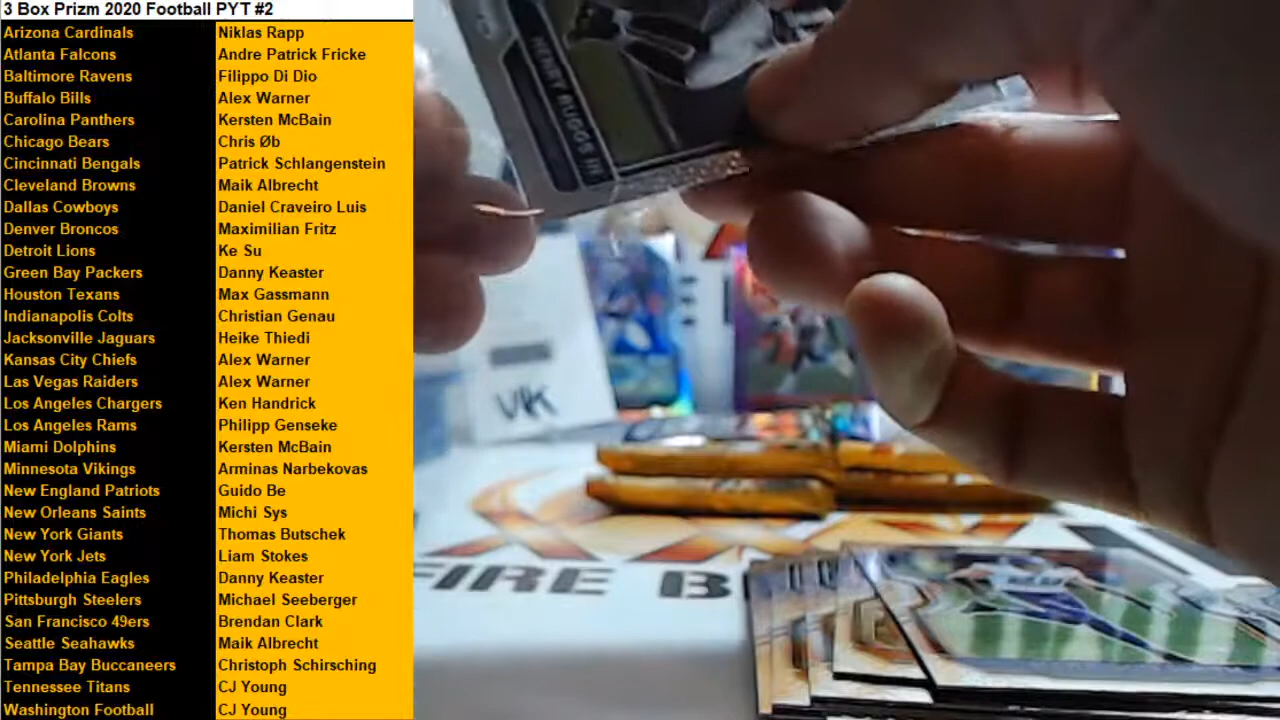 3 Box Prizm 2020 Football PYT #2
Arizona Cardinals Niklas Rapp
Atlanta Falcons Andre Patrick Fricke
Baltimore Ravens Filippo Di Dio
Buffalo Bills Alex Warner
Carolina Panthers Kersten McBain
Chicago Bears Chris Øb
Cincinnati Bengals Patrick Schlangenstein
Cleveland Browns Maik Albrecht
Dallas Cowboys Daniel Craveiro Luis
Denver Broncos Maximilian Fritz
Detroit Lions Ke Su
Green Bay Packers Danny Keaster
Houston Texans Max Gassmann
Indianapolis Colts Christian Genau
Jacksonville Jaguars Heike Thiedi
Kansas City Chiefs Alex Warner
Las Vegas Raiders Alex Warner
Los Angeles Chargers Ken Handrick
Los Angeles Rams Philipp Genseke
Miami Dolphins Kersten McBain
Minnesota Vikings Arminas Narbekovas
New England Patriots Guido Be
New Orleans Saints Michi Sys
New York Giants Thomas Butschek
New York Jets Liam Stokes
Philadelphia Eagles Danny Keaster
Pittsburgh Steelers Michael Seeberger
San Francisco 49ers Brendan Clark
Seattle Seahawks Maik Albrecht
Tampa Bay Buccaneers Christoph Schirsching
Tennessee Titans CJ Young
Washington Football CJ Young
HENRY RUGGS III
VIK
FIRE B